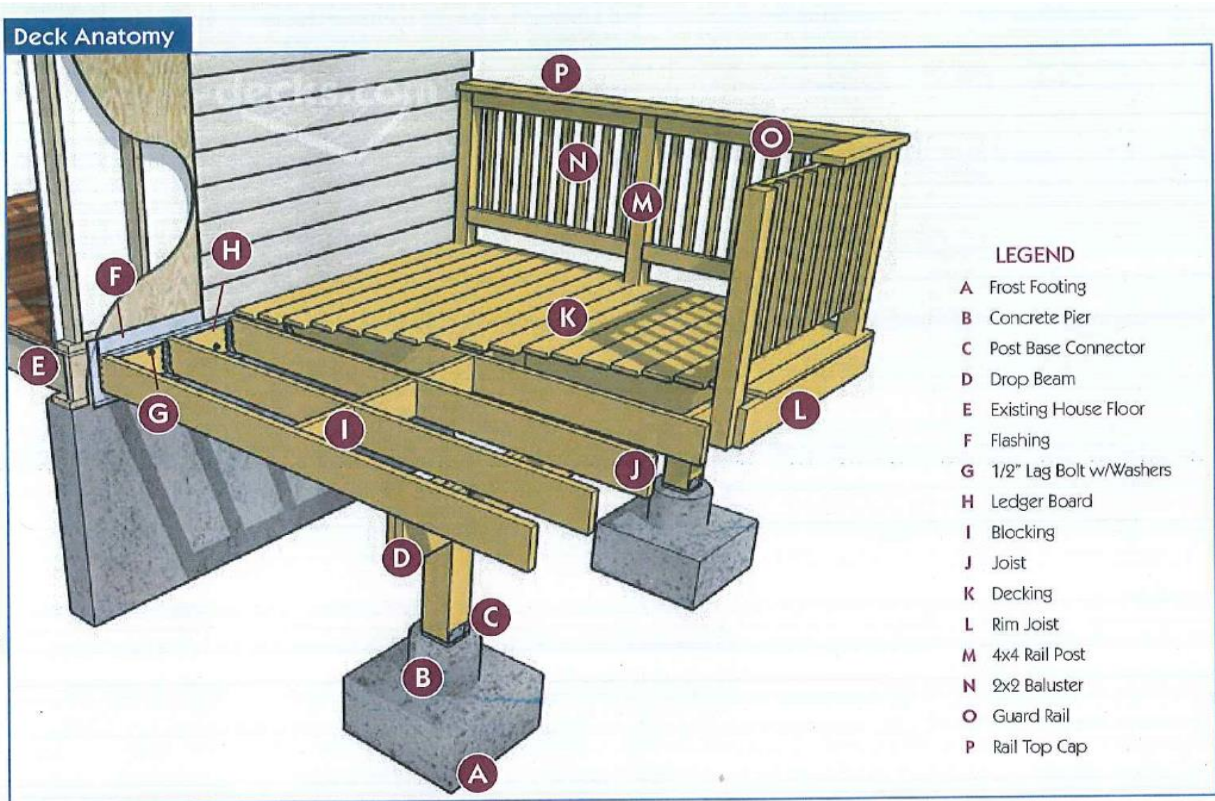 Deck Anatomy
decks.com
P
O
N
M
H
F
K
E
G
L
I
J
D
C
B
A
LEGEND
A Frost Footing
B Concrete Pier
C Post Base Connector
D Drop Beam
E Existing House Floor
F Flashing
G 1/2" Lag Bolt w/Washers
H Ledger Board
I Blocking
J Joist
K Decking
L Rim Joist
M 4x4 Rail Post
N 2x2 Baluster
O Guard Rail
P Rail Top Cap